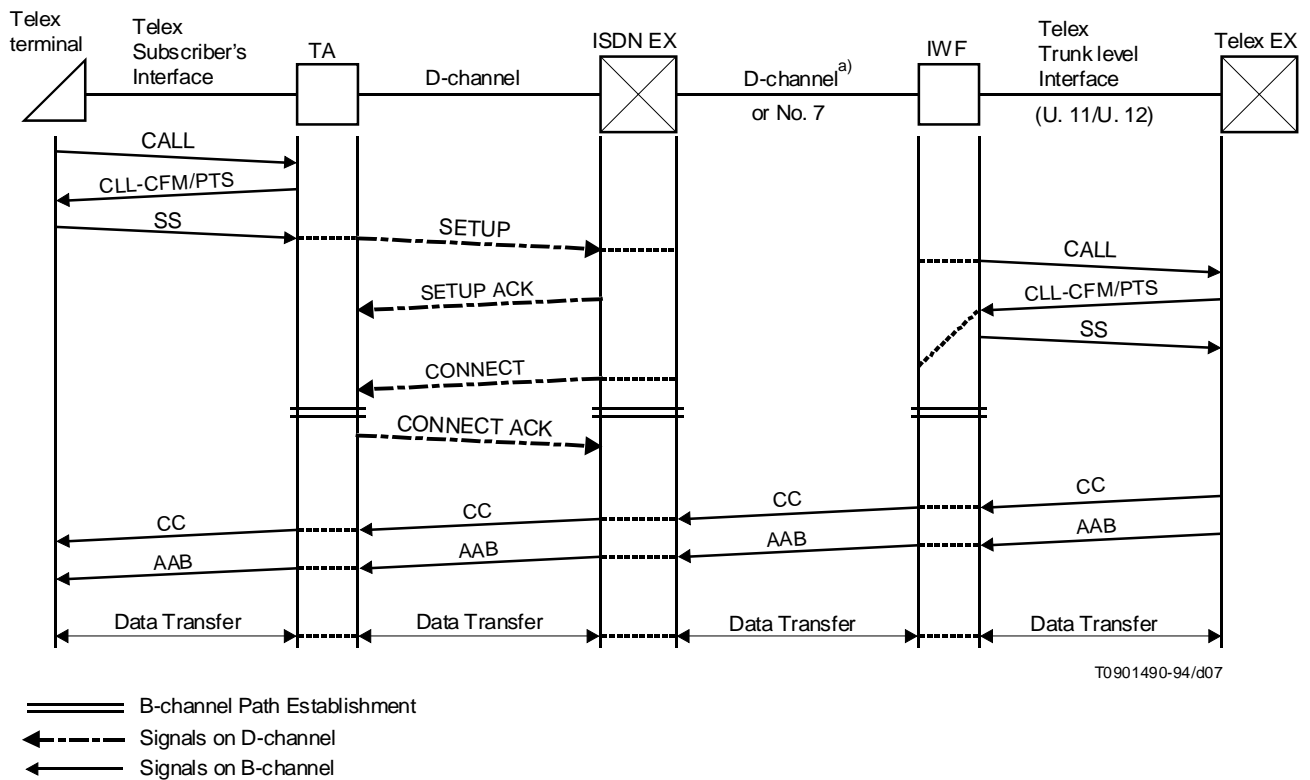 Telex
terminal
Telex
Subscriber's
Interface
TA
D-channel
ISDN EX
D-channel a)
or No. 7
IWF
Telex
Trunk level
Interface
(U. 11/U. 12)
Telex EX
CALL
CLL-CFM/PTS
SS
SETUP
CALL
SETUP ACK
CLL-CFM/PTS
SS
CONNECT
CONNECT ACK
CC
CC
CC
CC
AAB
AAB
AAB
AAB
Data Transfer
Data Transfer
Data Transfer
Data Transfer
T0901490-94/d07
B-channel Path Establishment
Signals on D-channel
Signals on B-channel